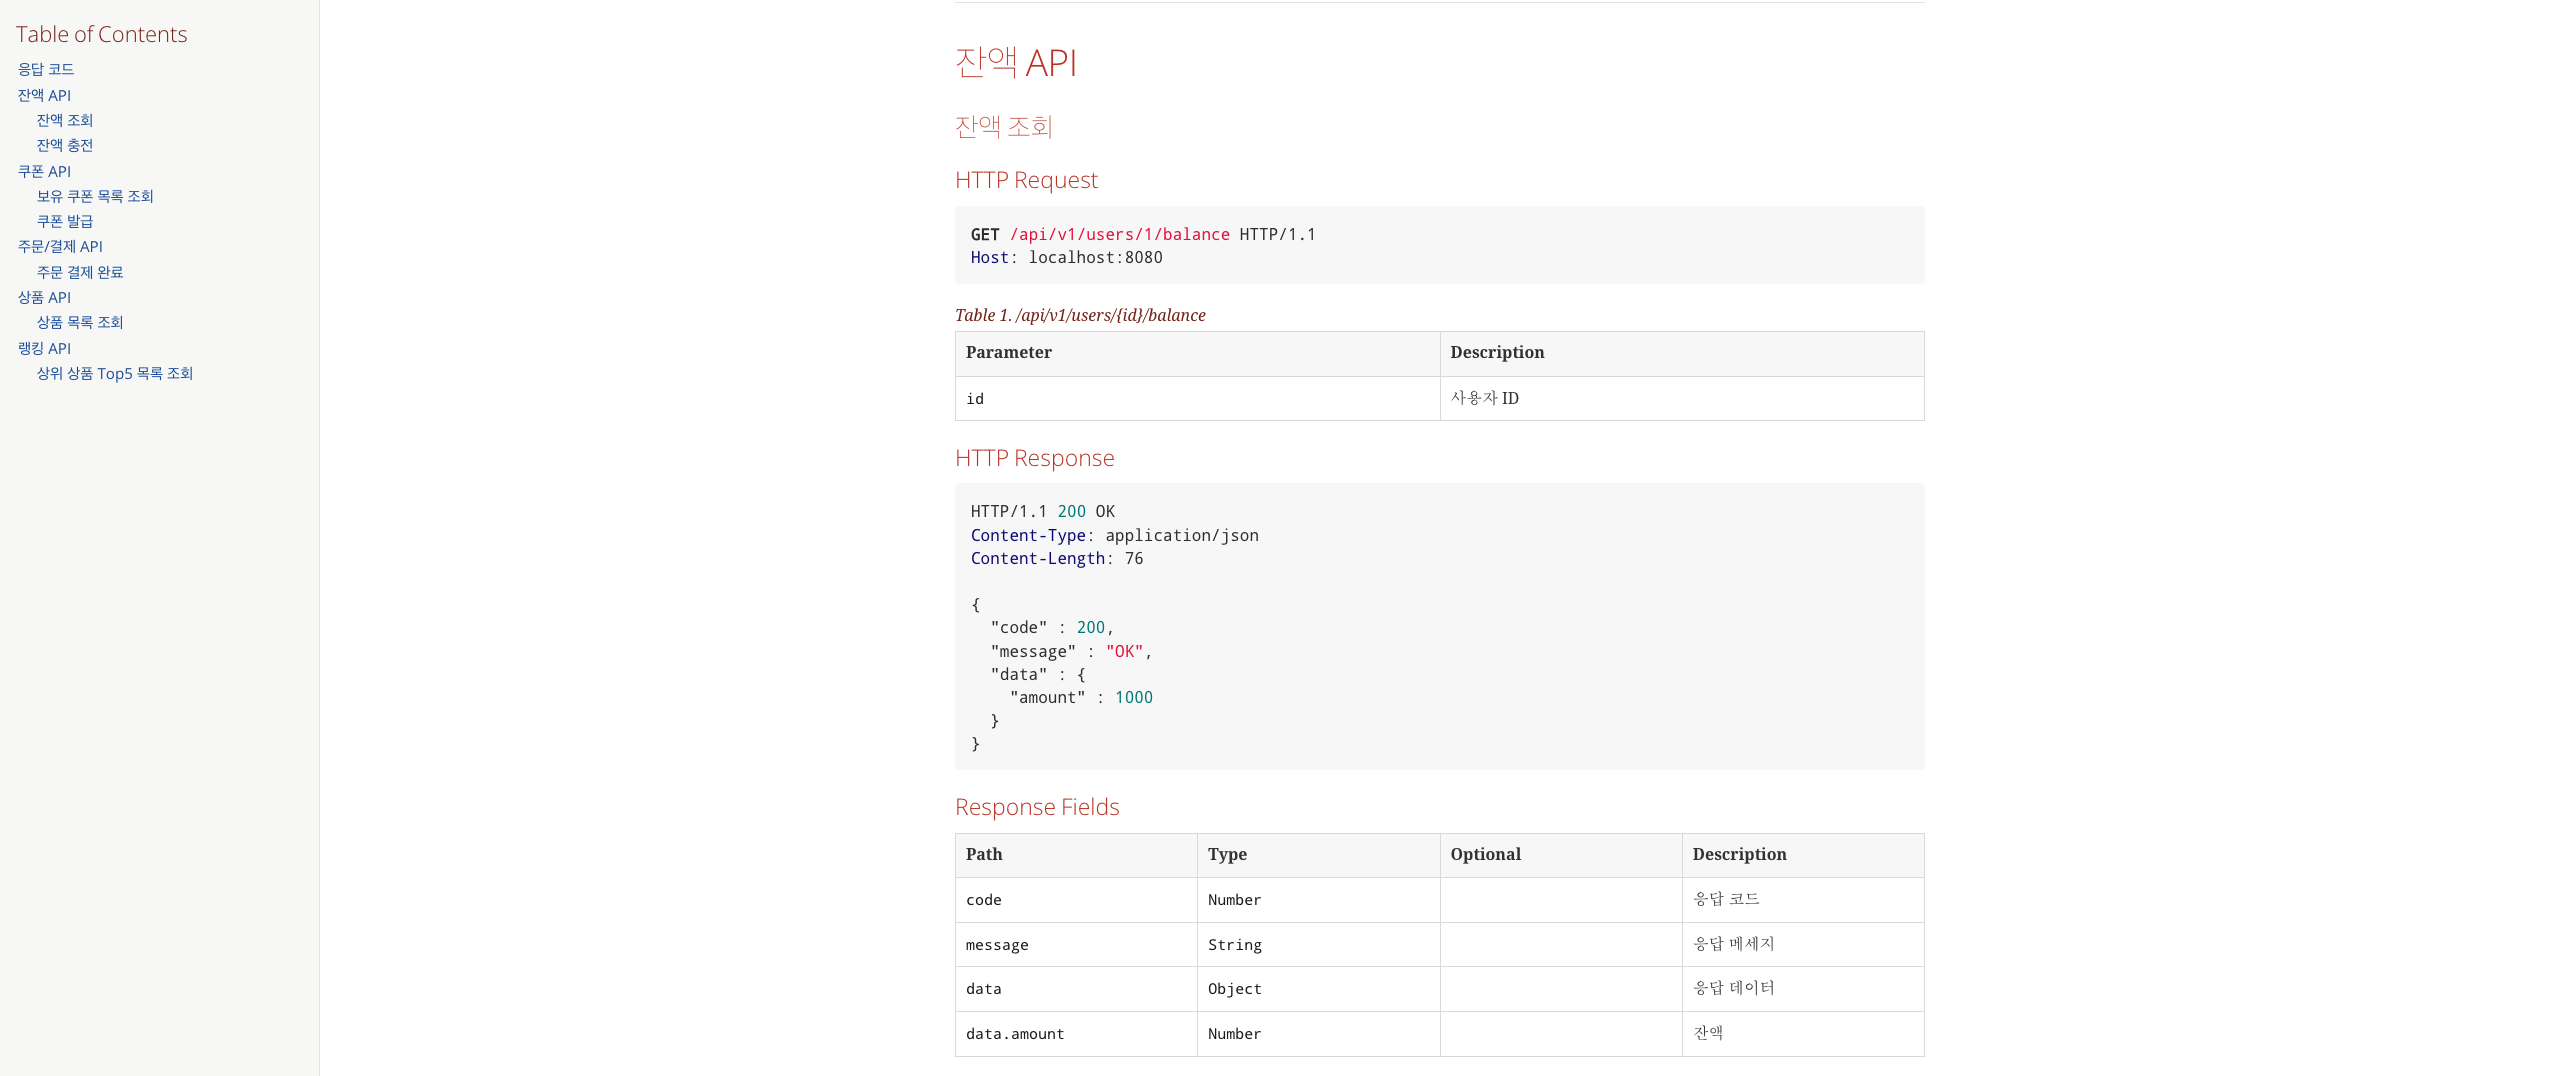 Table of Contents
응답 코드
잔액 API
잔액 조회
잔액 충전
쿠폰 API
보유 쿠폰 목록 조회
쿠폰 발급
주문/결제 API
주문 결제 완료
상품 API
상품 목록 조회
랭킹 API
상위 상품 Top5 목록 조회
잔액 API
잔액 조회
HTTP Request
GET /api/v1/users/1/balance HTTP/1.1
Host: localhost:8080
Table 1. /api/v1/users/{id}/balance
Parameter Description
id 사용자 ID
HTTP Response
HTTP/1.1 200 OK
Content-Type: application/json
Content-Length: 76
{
"code" : 200,
"message" : "OK",
"data" : {
"amount" : 1000
}
}
Response Fields
Path Type Optional Description
code Number 응답 코드
message String 응답 메세지
data Object 응답 데이터
data.amount Number 잔액